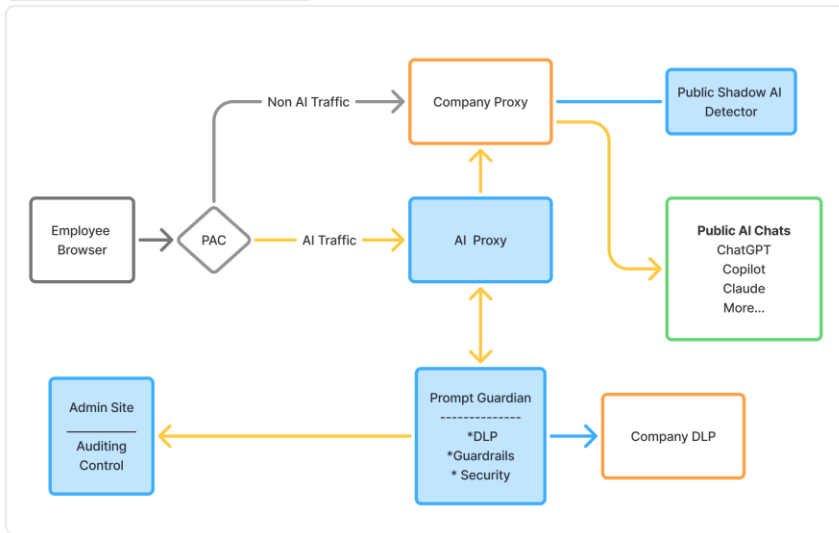 Non AI Traffic
Company Proxy
Public Shadow AI
Detector
Employee
Browser
PAC
AI Traffic
AI Proxy
Public AI Chats
ChatGPT
Copilot
Claude
More...
Admin Site
Auditing
Control
Prompt Guardian
--------------
*DLP
*Guardrails
* Security
Company DLP